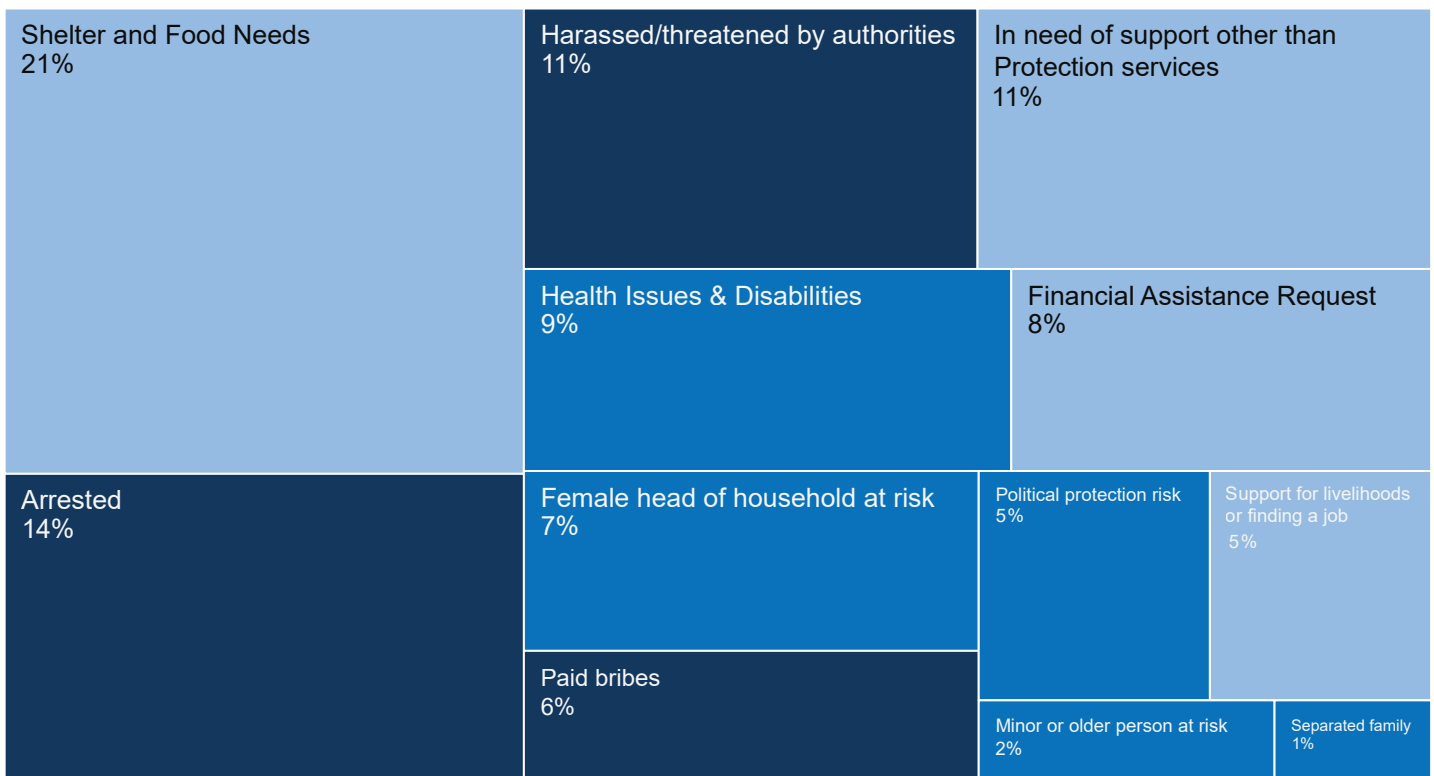 Shelter and Food Needs
21%
Harassed/threatened by authorities
11%
In need of support other than
Protection services
11%
Health Issues & Disabilities
9%
Financial Assistance Request
8%
Arrested
14%
Female head of household at risk
7%
Political protection risk
5%
Support for livelihoods
or finding a job
5%
Paid bribes
6%
Minor or older person at risk
2%
Separated family
1%